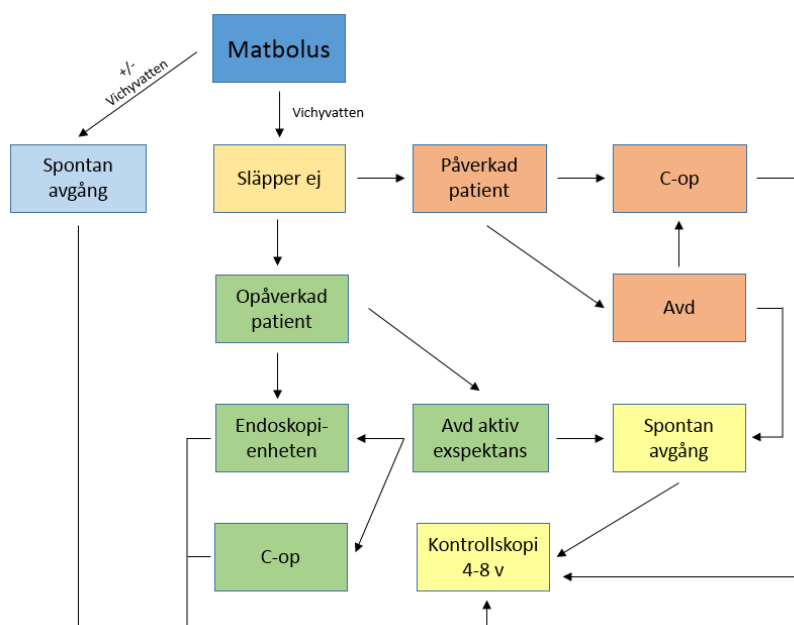 Matbolus
+/-
Vichyvatten
Vichyvatten
Spontan
avgång
Släpper ej
Påverkad
patient
C-op
Opåverkad
patient
Avd
Endoskopi-
enheten
Avd aktiv
exspektans
Spontan
avgång
C-op
Kontrollskopi
4-8 v